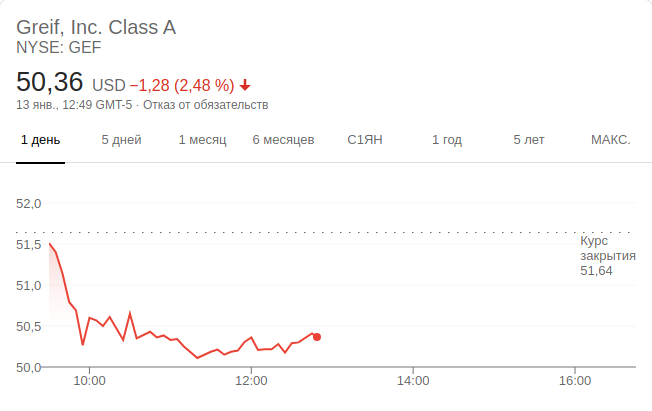 Greif, Inc. Class A
NYSE: GEF
50,36 USD −1,28 (2,48 %)
13 янв., 12:49 GMT-5 · Отказ от обязательств
1 день 5 дней 1 месяц 6 месяцев С1ЯН 1 год 5 лет МАКС.
52,0
51,5
51,0
50,5
50,0
Курс
закрытия
51,64
10:00 12:00 14:00 16:00